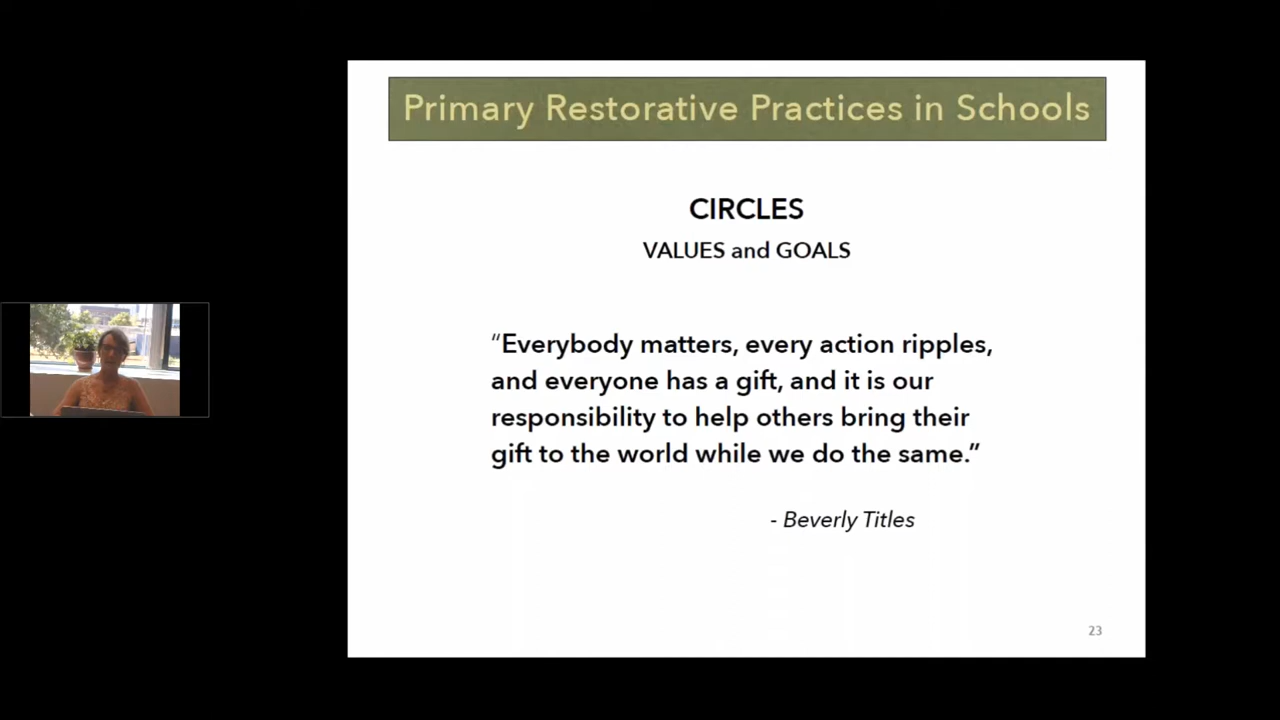 Primary Restorative Practices in Schools
CIRCLES
VALUES and GOALS
“Everybody matters, every action ripples,
and everyone has a gift, and it is our
responsibility to help others bring their
gift to the world while we do the same.”
- Beverly Titles
23